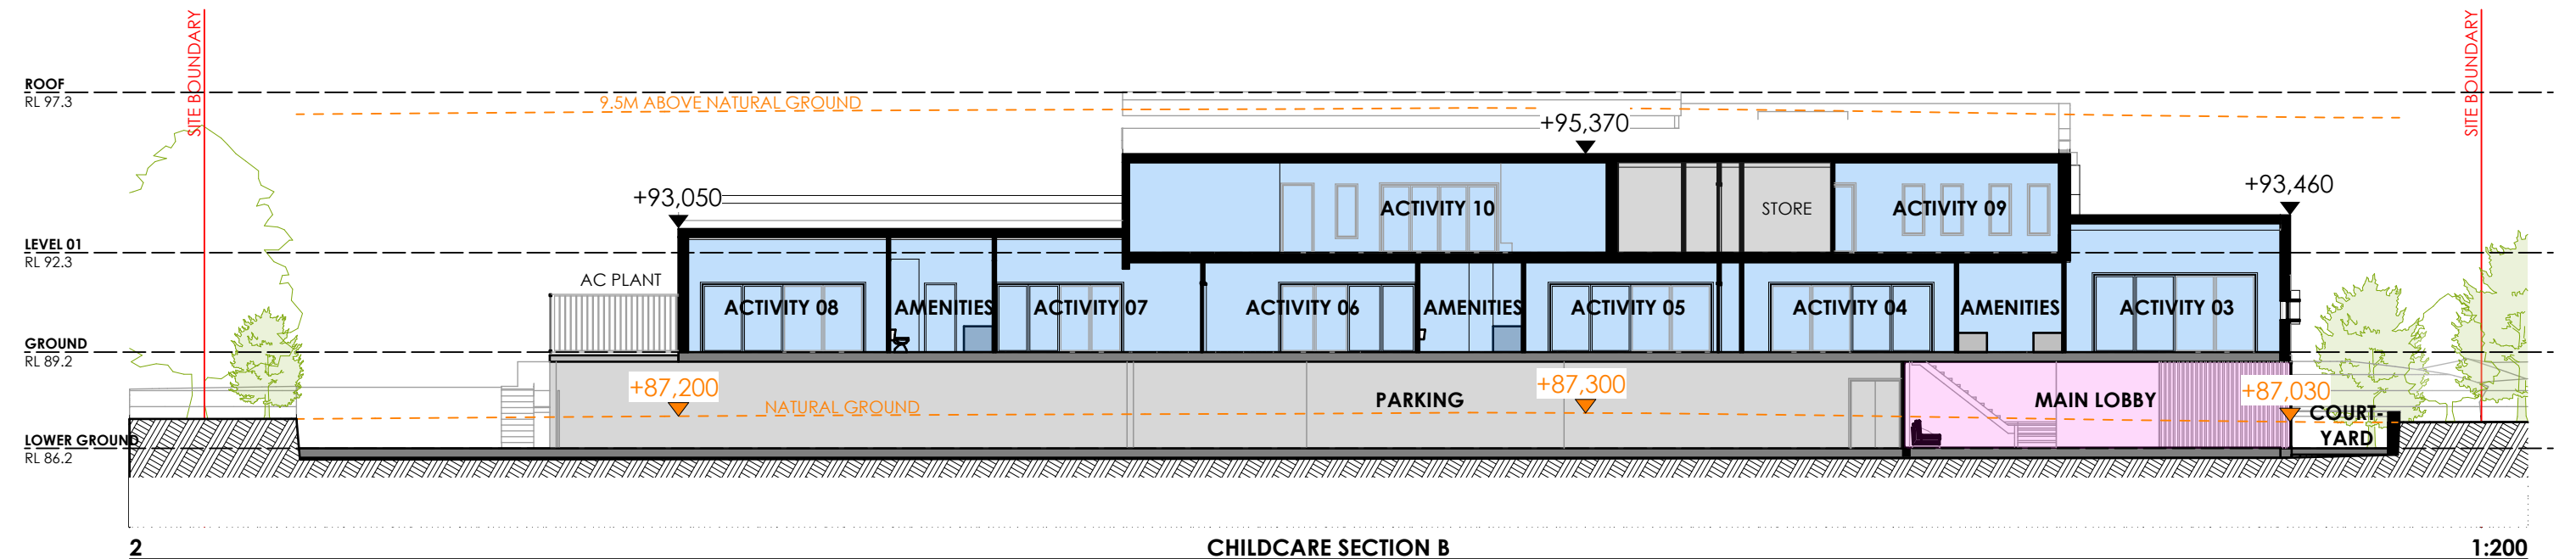 SITE BOUNDARY
SITE BOUNDARY
ROOF
RL 97.3
9.5M ABOVE NATURAL GROUND
+95,370
+93,050
+93,460
ACTIVITY 10
STORE
ACTIVITY 09
LEVEL 01
RL 92.3
AC PLANT
ACTIVITY 08
AMENITIES
ACTIVITY 07
ACTIVITY 06
AMENITIES
ACTIVITY 05
ACTIVITY 04
AMENITIES
ACTIVITY 03
GROUND
RL 89.2
+87,200
+87,300
+87,030
NATURAL GROUND
PARKING
MAIN LOBBY
COURT-
YARD
LOWER GROUND
RL 86.2
2
CHILDCARE SECTION B
1:200